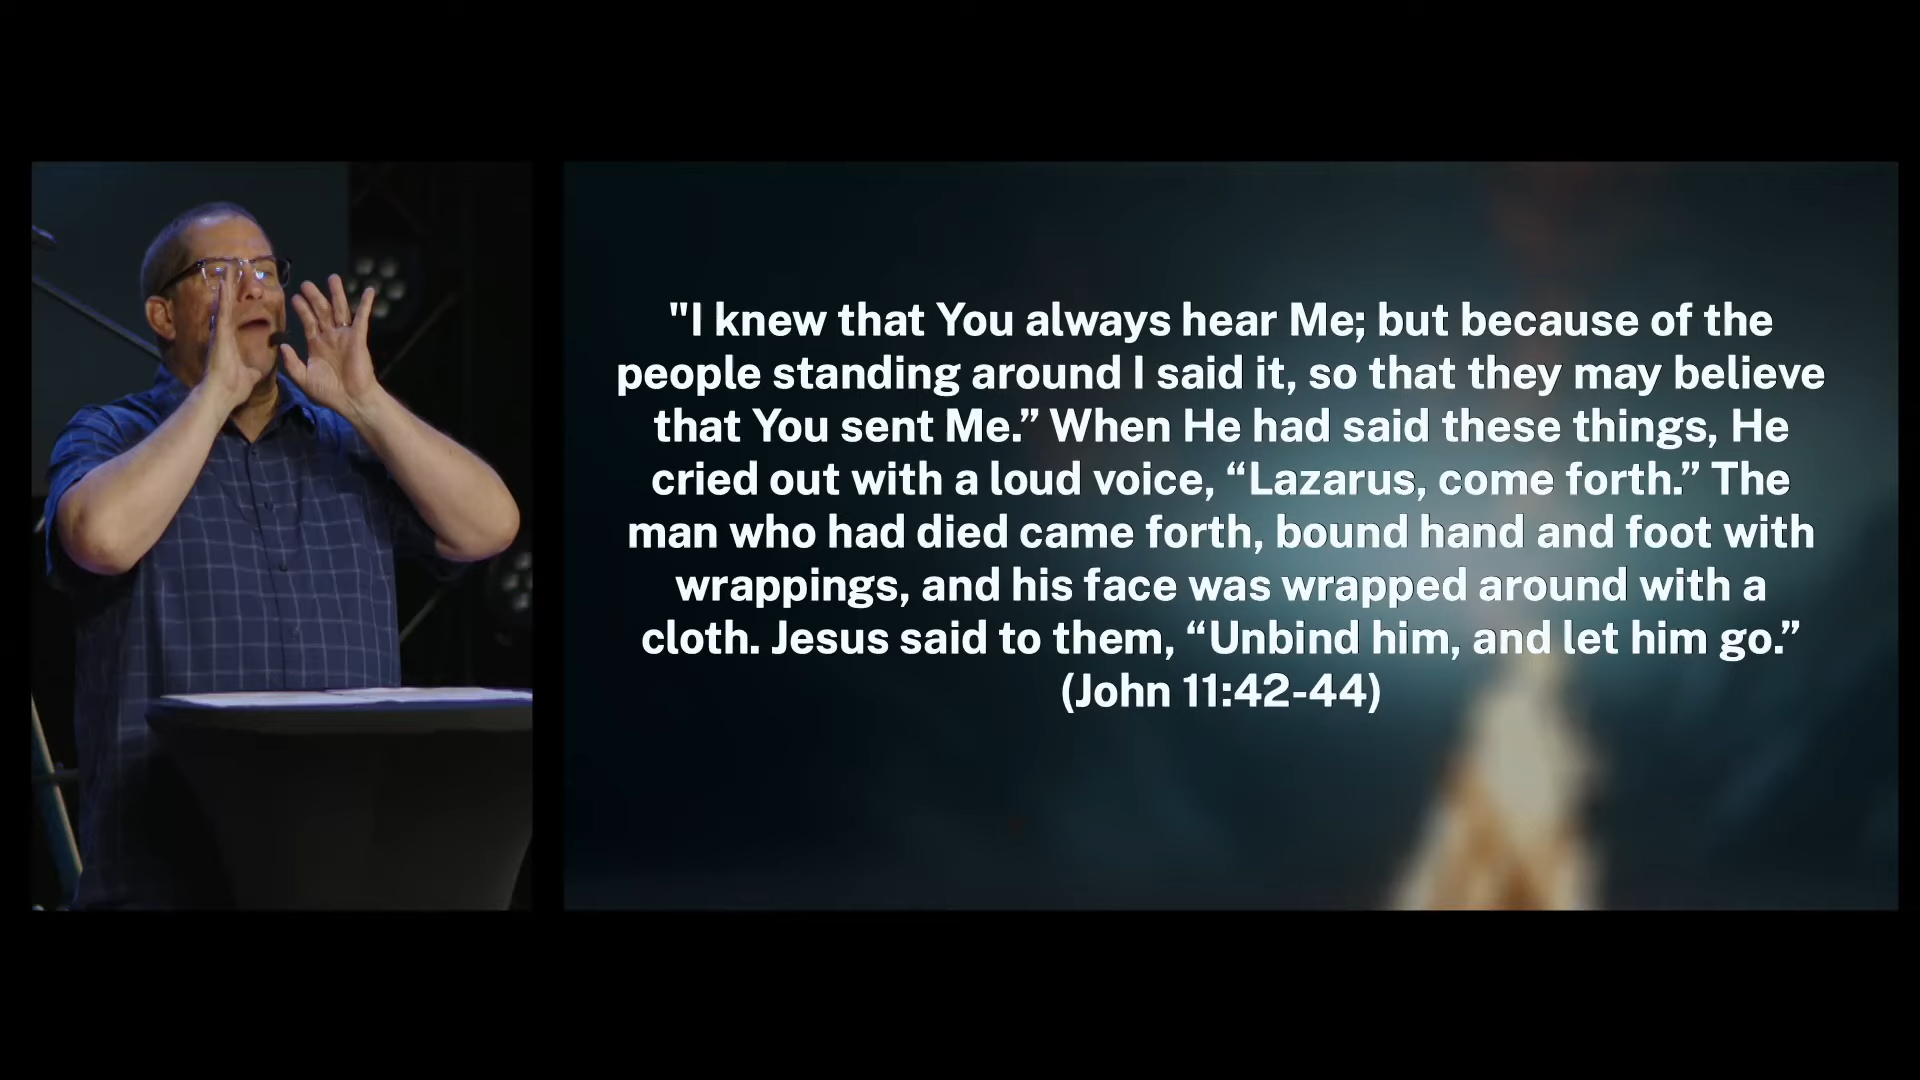 "I knew that You always hear Me; but because of the
people standing around I said it, so that they may believe
that You sent Me.” When He had said these things, He
cried out with a loud voice, “Lazarus, come forth.” The
man who had died came forth, bound hand and foot with
wrappings, and his face was wrapped around with a
cloth. Jesus said to them, “Unbind him, and let him go.”
(John 11:42-44)